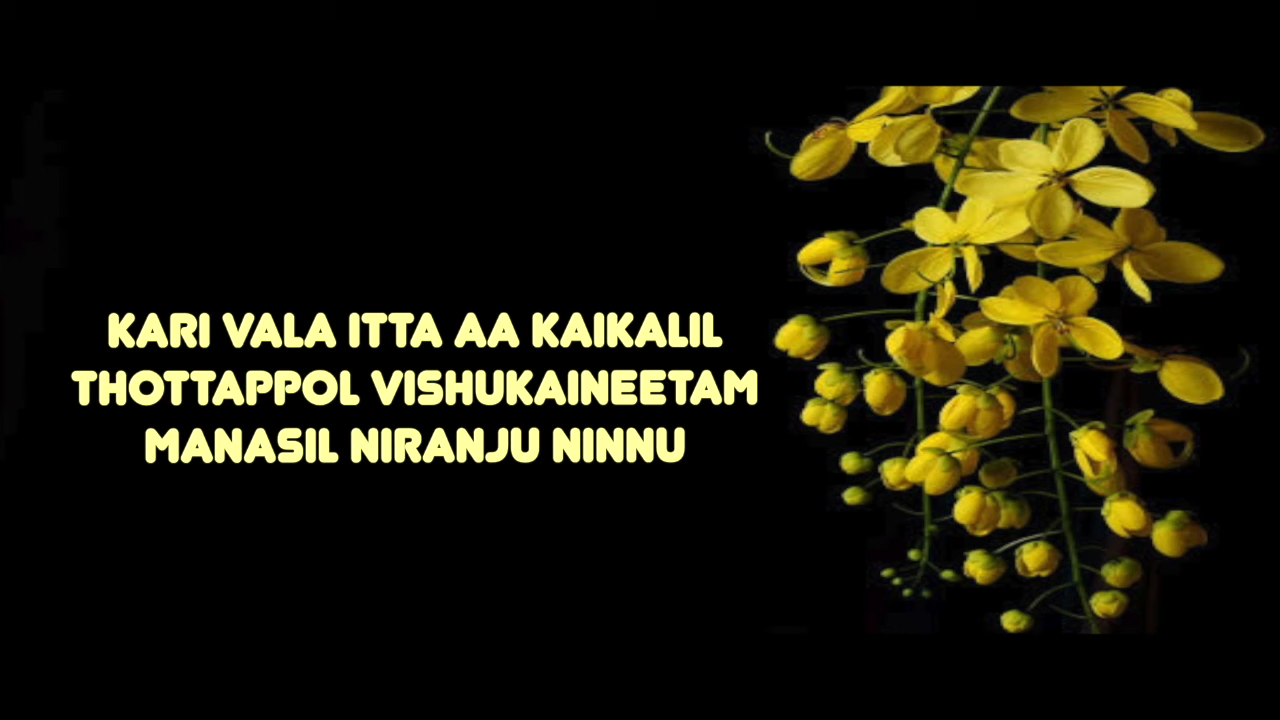 KARI VALA ITTA AA KAIKALIL
THOTTAPPOL VISHUKAINEETAM
MANASIL NIRANJU NINNU